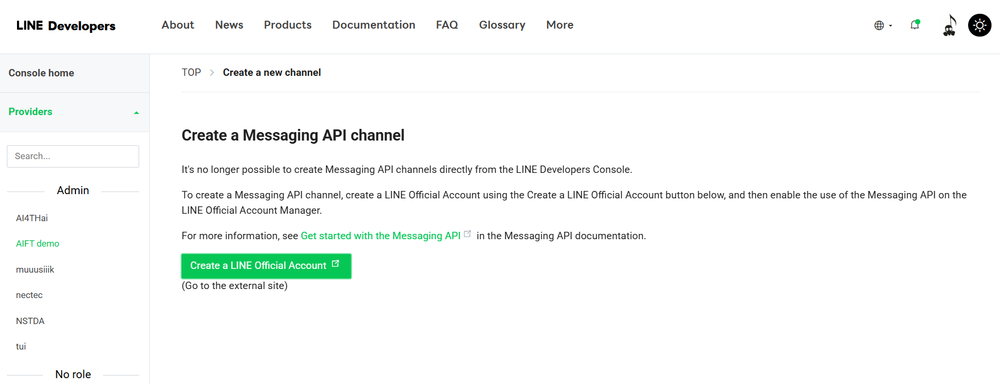 LINE Developers
About News Products Documentation FAQ Glossary More
Console home
Providers
Search...
Admin
AI4THai
AIFT demo
muuusiiik
nectec
NSTDA
tui
No role
TOP > Create a new channel
Create a Messaging API channel
It's no longer possible to create Messaging API channels directly from the LINE Developers Console.
To create a Messaging API channel, create a LINE Official Account using the Create a LINE Official Account button below, and then enable the use of the Messaging API on the
LINE Official Account Manager.
For more information, see Get started with the Messaging API in the Messaging API documentation.
Create a LINE Official Account
(Go to the external site)